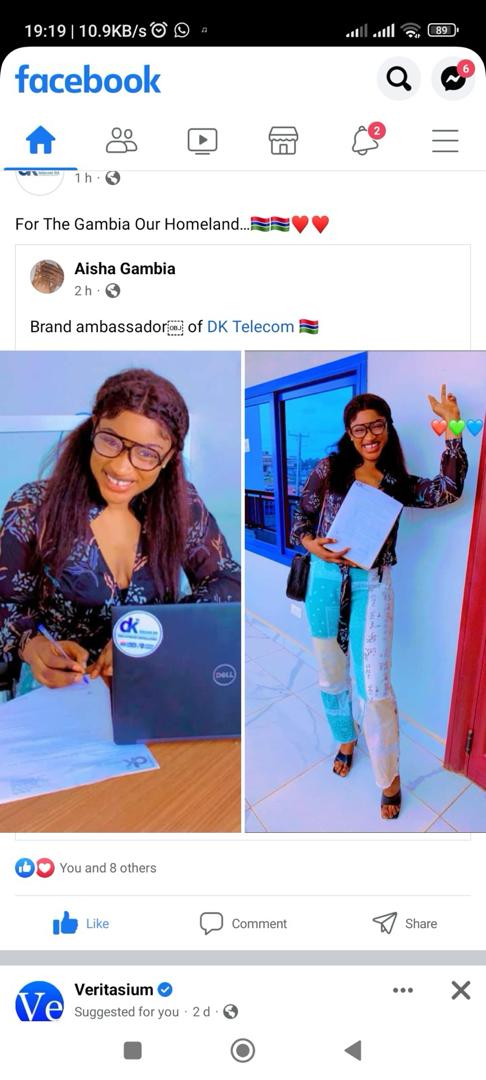 19:19 | 10.9KB/s
89
facebook
6
2
1 h ·
For The Gambia Our Homeland...🇬🇲🇬🇲❤️❤️
Aisha Gambia
2 h ·
Brand ambassador￼ of DK Telecom 🇬🇲
dk
DELL
You and 8 others
Like
Comment
Share
Ve
Veritasium
Suggested for you · 2 d ·